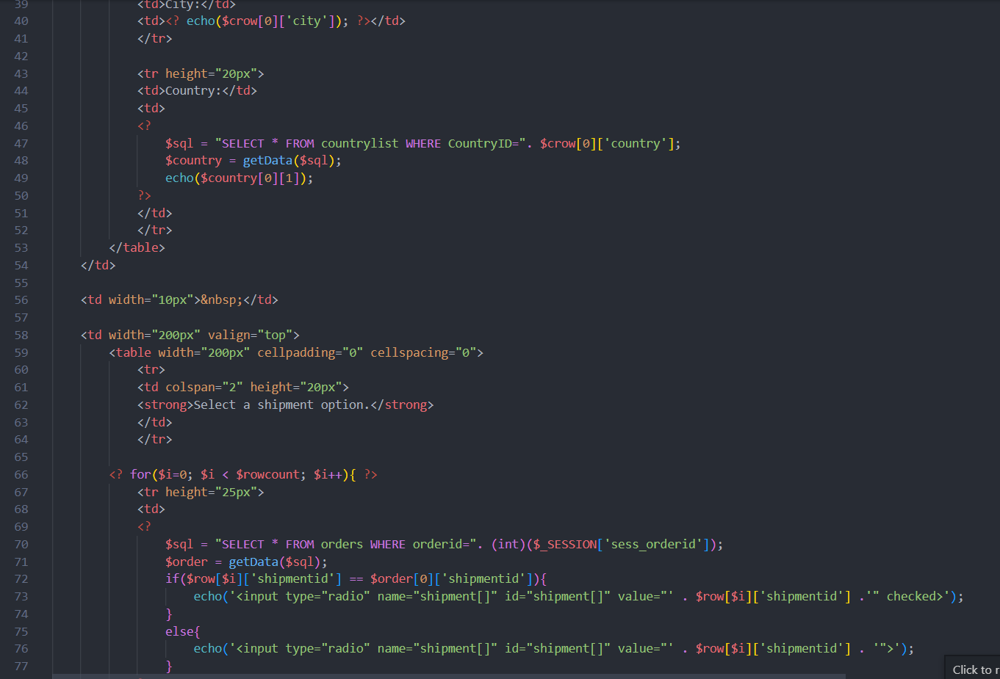 39 <td>City:</td>
40 <td><? echo($crow[0]['city']); ?></td>
41 </tr>
42
43 <tr height="20px">
44 <td>Country:</td>
45 <td>
46 <?
47 $sql = "SELECT * FROM countrylist WHERE CountryID=". $crow[0]['country'];
48 $country = getData($sql);
49 echo($country[0][1]);
50 ?>
51 </td>
52 </tr>
53 </table>
54 </td>
55
56 <td width="10px">&nbsp;</td>
57
58 <td width="200px" valign="top">
59 <table width="200px" cellpadding="0" cellspacing="0">
60 <tr>
61 <td colspan="2" height="20px">
62 <strong>Select a shipment option.</strong>
63 </td>
64 </tr>
65
66 <? for($i=0; $i < $rowcount; $i++){ ?>
67 <tr height="25px">
68 <td>
69 <?
70 $sql = "SELECT * FROM orders WHERE orderid=". (int)($_SESSION['sess_orderid']);
71 $order = getData($sql);
72 if($row[$i]['shipmentid'] == $order[0]['shipmentid']){
73 echo('<input type="radio" name="shipment[]" id="shipment[]" value="' . $row[$i]['shipmentid'] .'" checked>');
74 }
75 else{
76 echo('<input type="radio" name="shipment[]" id="shipment[]" value="' . $row[$i]['shipmentid'] . '">');
77 }
Click to